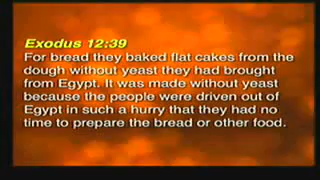 Exodus 12:39
For bread they baked flat cakes from the
dough without yeast they had brought
from Egypt. It was made without yeast
because the people were driven out of
Egypt in such a hurry that they had
no time to prepare the bread or other food.